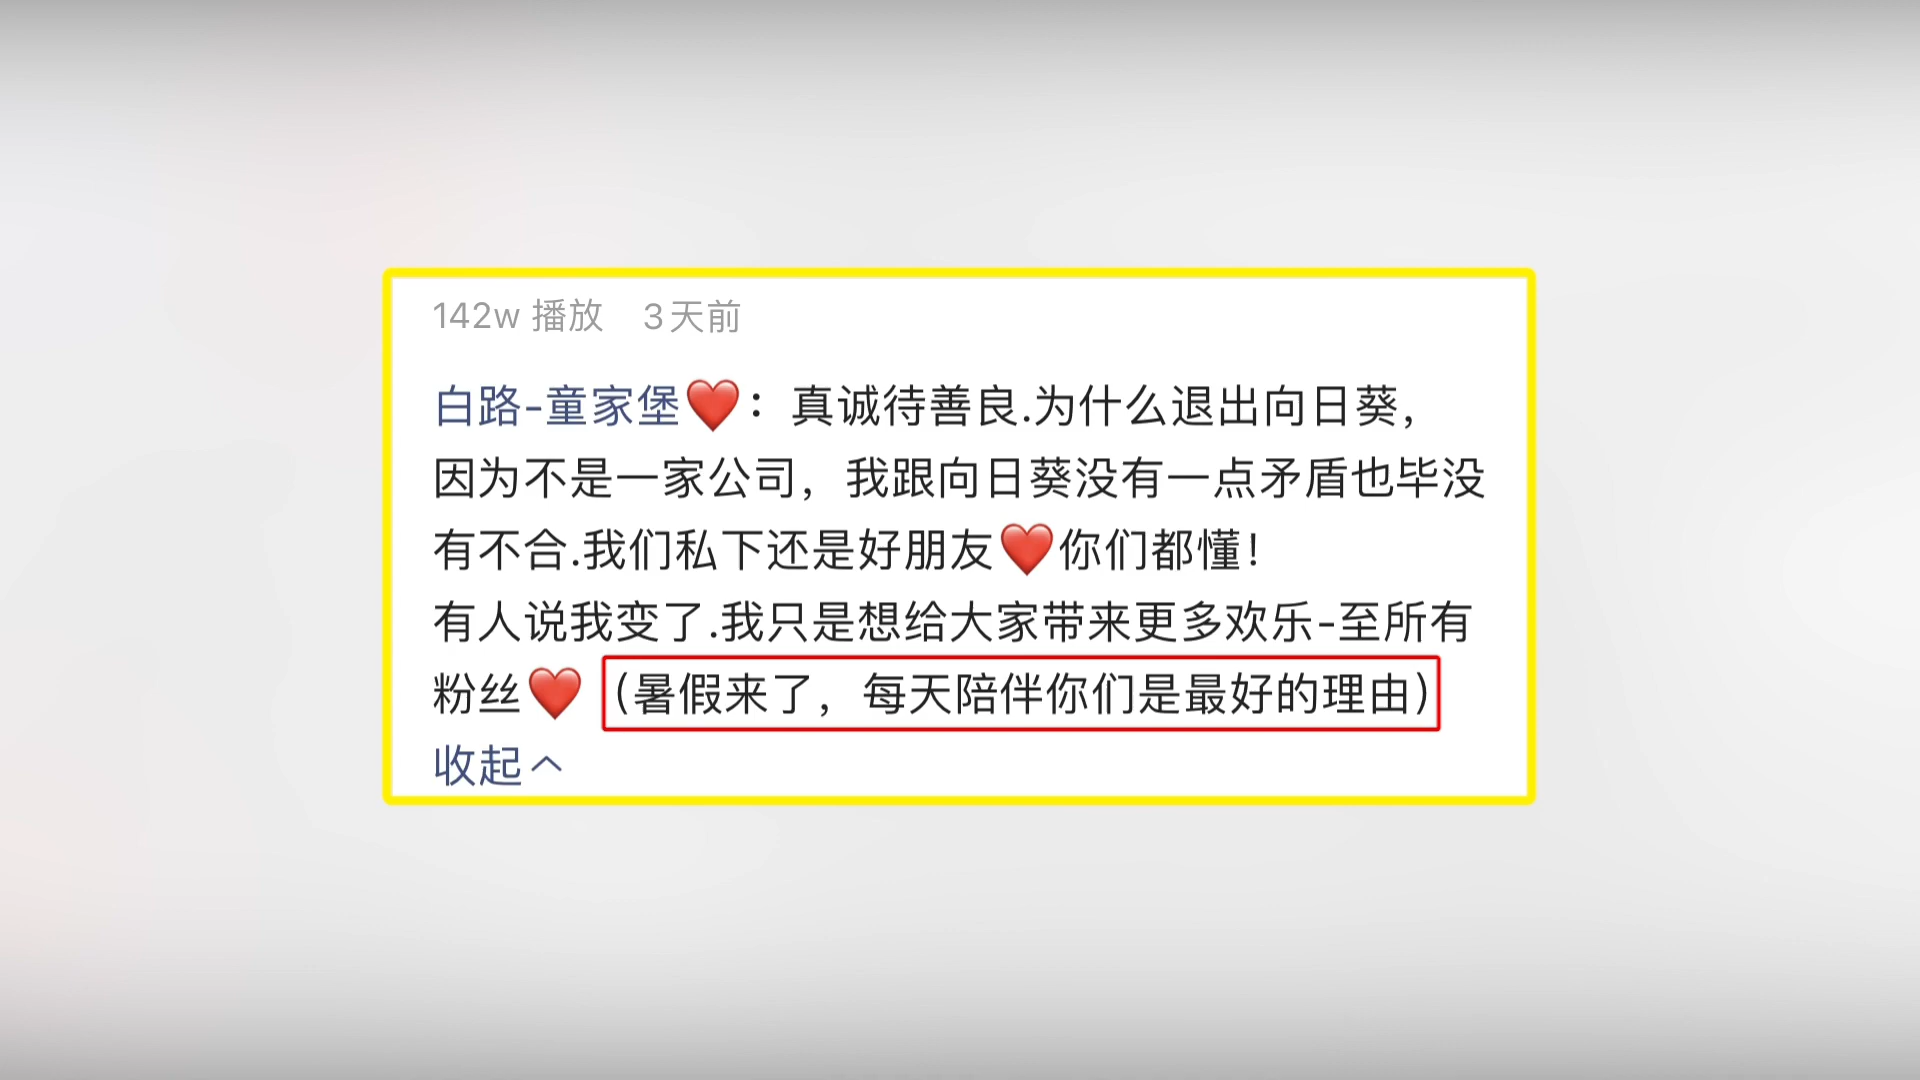 142w 播放 3天前
白路-童家堡❤️：真诚待善良.为什么退出向日葵，
因为不是一家公司，我跟向日葵没有一点矛盾也毕没
有不合.我们私下还是好朋友❤️你们都懂！
有人说我变了.我只是想给大家带来更多欢乐-至所有
粉丝❤️（暑假来了，每天陪伴你们是最好的理由）
收起